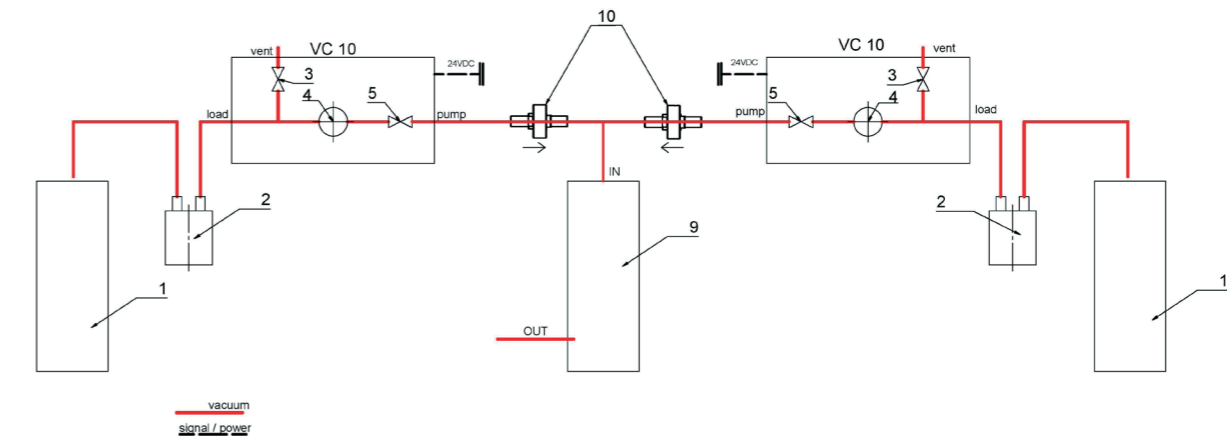 10
VC 10
VC 10
vent
vent
24VDC
24VDC
3
3
4
5
5
4
load
pump
pump
load
IN
2
2
9
1
1
OUT
vacuum
signal / power